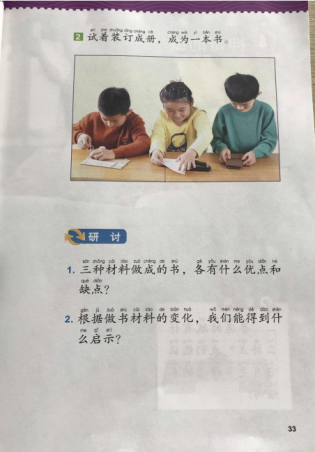 2 试着装订成册，成为一本书。
研讨
1. 三种材料做成的书，各有什么优点和
缺点？
2. 根据做书材料的变化，我们能得到什
么启示？
33